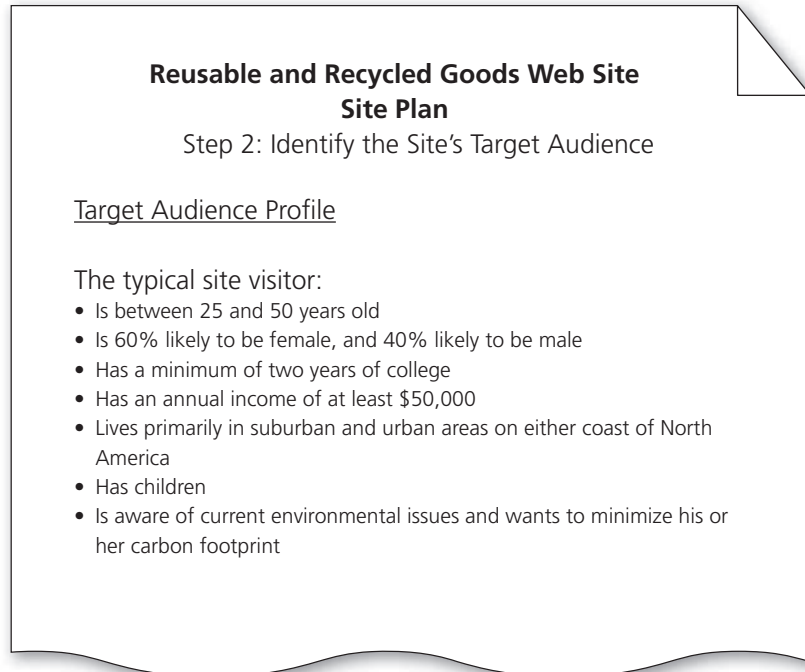 Reusable and Recycled Goods Web Site
Site Plan
Step 2: Identify the Site’s Target Audience
Target Audience Profile
The typical site visitor:
• Is between 25 and 50 years old
• Is 60% likely to be female, and 40% likely to be male
• Has a minimum of two years of college
• Has an annual income of at least $50,000
• Lives primarily in suburban and urban areas on either coast of North
America
• Has children
• Is aware of current environmental issues and wants to minimize his or
her carbon footprint